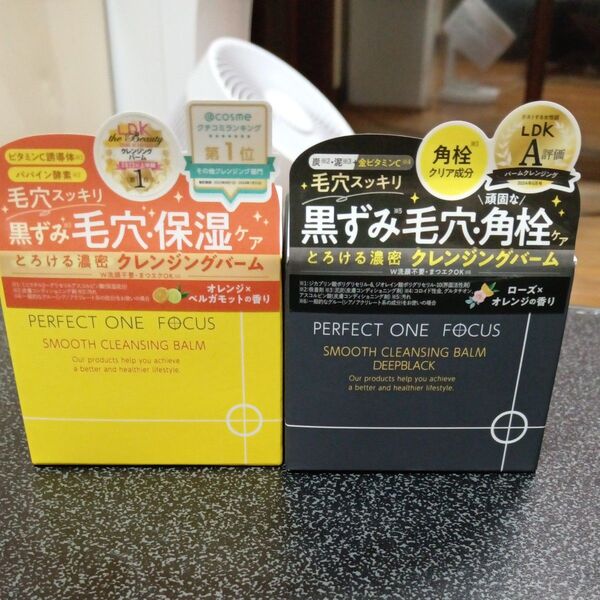 LDK
the Beauty
クレンジング
バーム
1
@cosme
クチコミランキング
第1位
その他クレンジング部門
ビタミンC誘導体
パパイン酵素
毛穴スッキリ
黒ずみ 毛穴・保湿ケア
とろける濃密 クレンジングバーム
W洗顔不要・まつエクOK
オレンジ×
ベルガモットの香り
PERFECT ONE FOCUS
SMOOTH CLEANSING BALM
Our products help you achieve
a better and healthier lifestyle.
炭※2・泥※3+金ビタミンC※4
角栓※3
クリア成分
LDK
A評価
バームクレンジング
毛穴スッキリ
頑固な
黒ずみ※5毛穴・角栓ケア
とろける濃密 クレンジングバーム
W洗顔不要・まつエクOK
ローズ×
オレンジの香り
PERFECT ONE FOCUS
SMOOTH CLEANSING BALM
DEEPBLACK
Our products help you achieve
a better and healthier lifestyle.